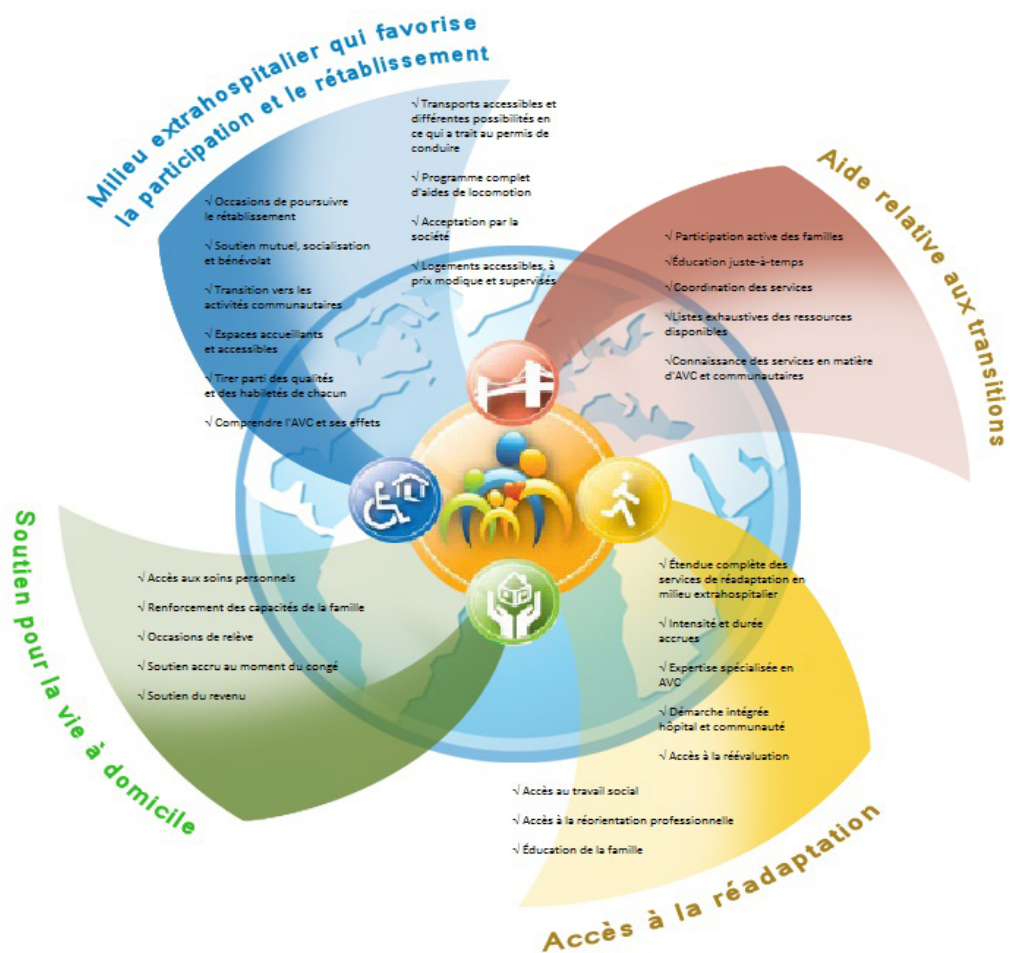 Milieu extrahospitalier qui favorise
la participation et le rétablissement
√ Transports accessibles et
différentes possibilités en
ce qui a trait au permis de
conduire
√ Programme complet
d'aides de locomotion
√ Acceptation par la
société
√ Logements accessibles, à
prix modique et supervisés
√ Occasions de poursuivre
le rétablissement
√ Soutien mutuel, socialisation
et bénévolat
√ Transition vers les
activités communautaires
√ Espaces accueillants
et accessibles
√ Tirer parti des qualités
et des habiletés de chacun
√ Comprendre l'AVC et ses effets
Aide relative aux transitions
√ Participation active des familles
√Éducation juste-à-temps
√Coordination des services
√Listes exhaustives des ressources
disponibles
√Connaissance des services en matière
d'AVC et communautaires
Soutien pour la vie à domicile
√ Accès aux soins personnels
√ Renforcement des capacités de la famille
√ Occasions de relève
√ Soutien accru au moment du congé
√ Soutien du revenu
√ Étendue complète des
services de réadaptation en
milieu extrahospitalier
√ Intensité et durée
accrues
√ Expertise spécialisée en
AVC
√ Démarche intégrée
hôpital et communauté
√ Accès à la réévaluation
√ Accès au travail social
√ Accès à la réorientation professionnelle
√ Éducation de la famille
Accès à la réadaptation